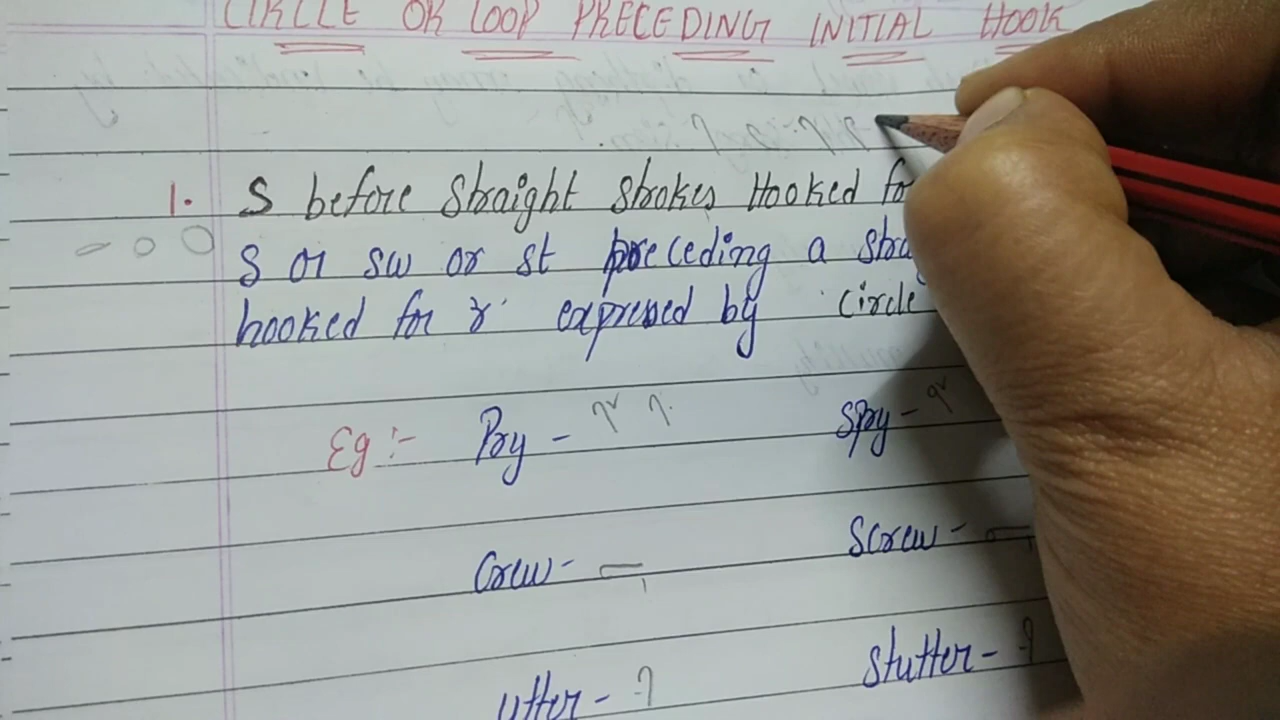 CIRCLE OR LOOP PRECEDING INITIAL HOOK
1. S before Straight Strokes Hooked fo
S or sw or st preceding a stra
hooked for r expressed by circle
Eg :- Pry - Spy -
Crew- Screw-
utter- stutter-